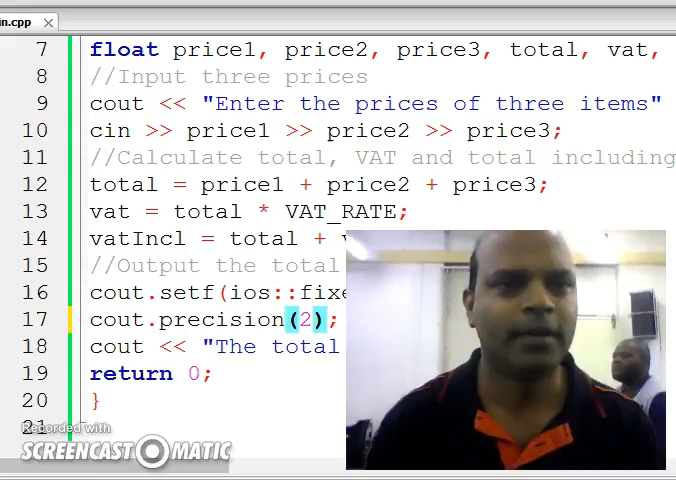 in.cpp
7 float price1, price2, price3, total, vat,
8 //Input three prices
9 cout << "Enter the prices of three items"
10 cin >> price1 >> price2 >> price3;
11 //Calculate total, VAT and total including
12 total = price1 + price2 + price3;
13 vat = total * VAT_RATE;
14 vatIncl = total +
15 //Output the total
16 cout.setf(ios::fixe
17 cout.precision(2);
18 cout << "The total
19 return 0;
20 }
21
Recorded with
SCREENCAST MATIC